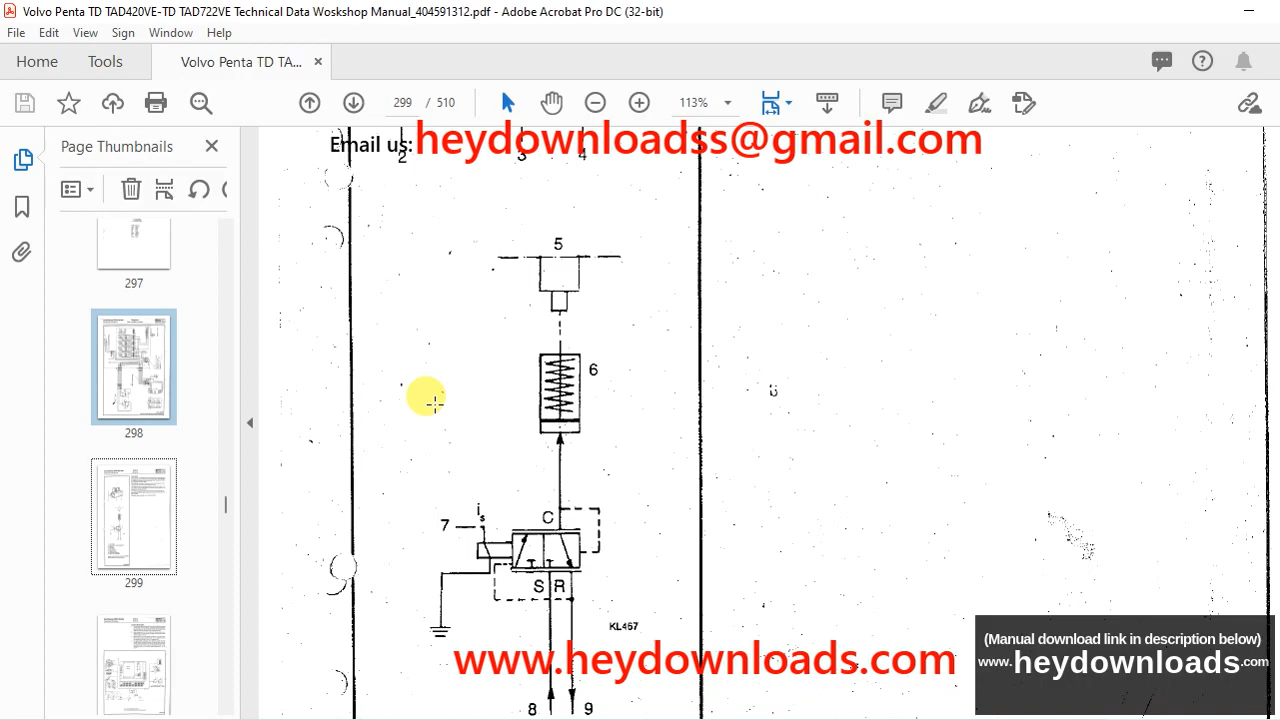 Volvo Penta TD TAD420VE-TD TAD722VE Technical Data Woskshop Manual_404591312.pdf - Adobe Acrobat Pro DC (32-bit)
File Edit View Sign Window Help
Home Tools Volvo Penta TD TA... ×
299 / 510 113%
Page Thumbnails
Email us: heydownloadss@gmail.com
2 3 4
5
297
6
298
C
i_s
7
S R
299
KL467
(Manual download link in description below)
www.heydownloads.com
www.heydownloads.com
8 9